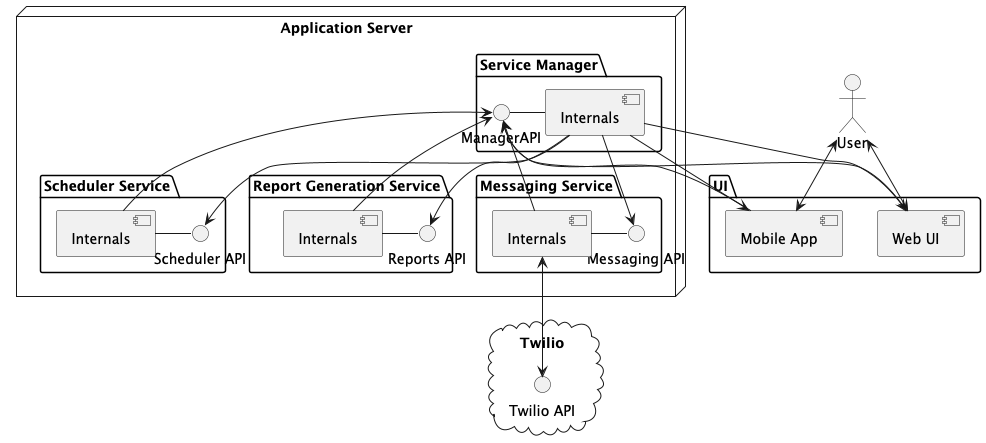 Application Server
Service Manager
Internals
ManagerAPI
User
Scheduler Service
Report Generation Service
Messaging Service
UI
Internals
Internals
Internals
Mobile App
Web UI
Scheduler API
Reports API
Messaging API
Twilio
Twilio API